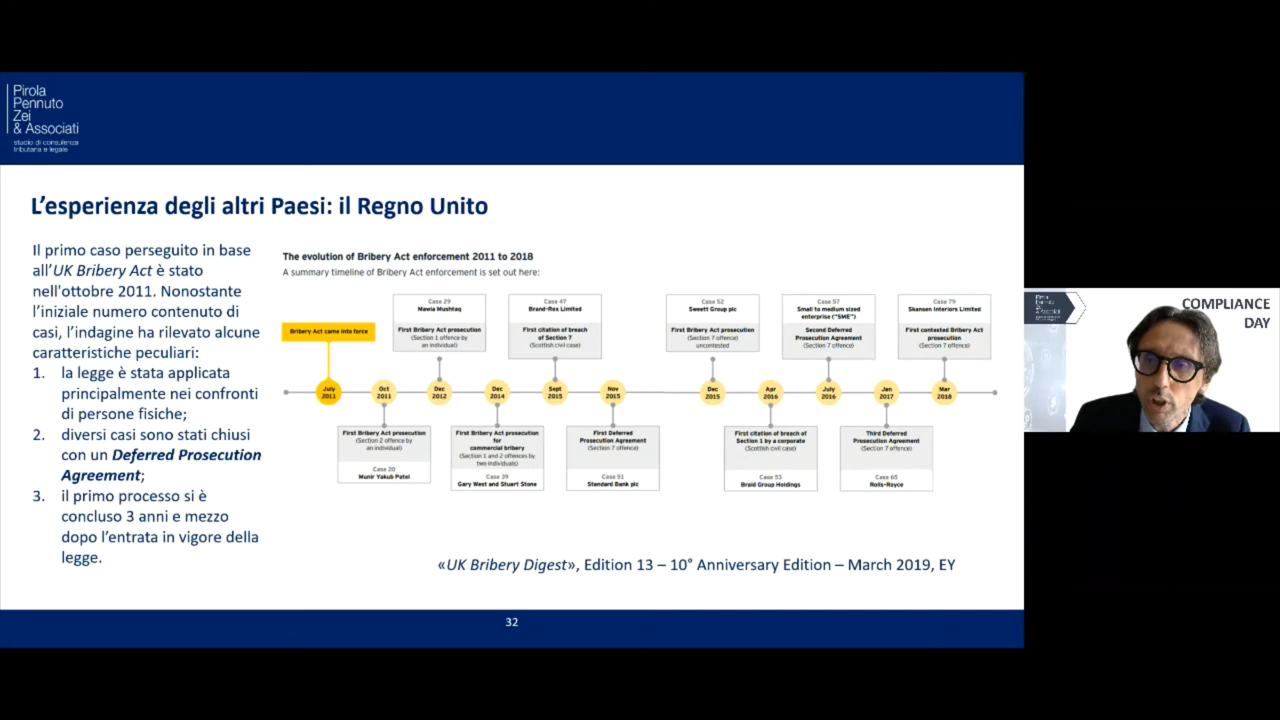 Pirola
Pennuto
Zei
& Associati
studio di consulenza
tributaria e legale
L'esperienza degli altri Paesi: il Regno Unito
Il primo caso perseguito in base
all'UK Bribery Act è stato
nell'ottobre 2011. Nonostante
l'iniziale numero contenuto di
casi, l'indagine ha rilevato alcune
caratteristiche peculiari:
1. la legge è stata applicata
principalmente nei confronti
di persone fisiche;
2. diversi casi sono stati chiusi
con un Deferred Prosecution
Agreement;
3. il primo processo si è
concluso 3 anni e mezzo
dopo l'entrata in vigore della
legge.
The evolution of Bribery Act enforcement 2011 to 2018
A summary timeline of Bribery Act enforcement is set out here:
Bribery Act came into force
Case 29
Mawia Mushtaq
First Bribery Act prosecution
(Section 1 offence by
an individual)
Case 47
Brand-Rex Limited
First citation of breach
of Section 7
(Scottish civil case)
Case 52
Sweett Group plc
First Bribery Act prosecution
(Section 7 offence)
uncontested
Case 57
Small to medium sized
enterprise ("SME")
Second Deferred
Prosecution Agreement
(Section 7 offence)
Case 79
Skansen Interiors Limited
First contested Bribery Act
prosecution
(Section 7 offence)
July
2011
Oct
2011
Dec
2012
Dec
2014
Sept
2015
Nov
2015
Dec
2015
Apr
2016
July
2016
Jan
2017
Mar
2018
First Bribery Act prosecution
(Section 2 offence by
an individual)
Case 20
Munir Yakub Patel
First Bribery Act prosecution
for
commercial bribery
(Section 1 and 2 offences by
two individuals)
Case 39
Gary West and Stuart Stone
First Deferred
Prosecution Agreement
(Section 7 offence)
Case 51
Standard Bank plc
First citation of breach of
Section 1 by a corporate
(Scottish civil case)
Case 53
Braid Group Holdings
Third Deferred
Prosecution Agreement
(Section 7 offence)
Case 65
Rolls-Royce
«UK Bribery Digest», Edition 13 – 10° Anniversary Edition – March 2019, EY
32
Pirola
Pennuto
Zei
& Associati
COMPLIANCE
DAY